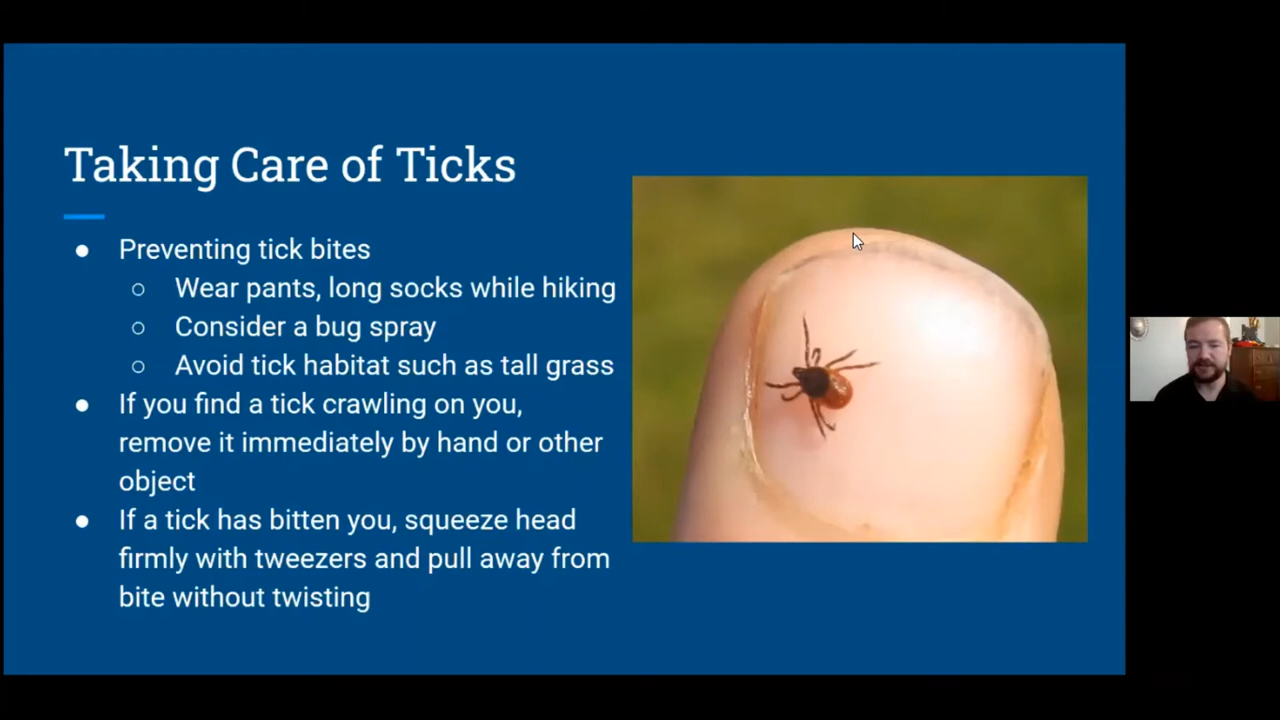 Taking Care of Ticks
● Preventing tick bites
○ Wear pants, long socks while hiking
○ Consider a bug spray
○ Avoid tick habitat such as tall grass
● If you find a tick crawling on you,
remove it immediately by hand or other
object
● If a tick has bitten you, squeeze head
firmly with tweezers and pull away from
bite without twisting